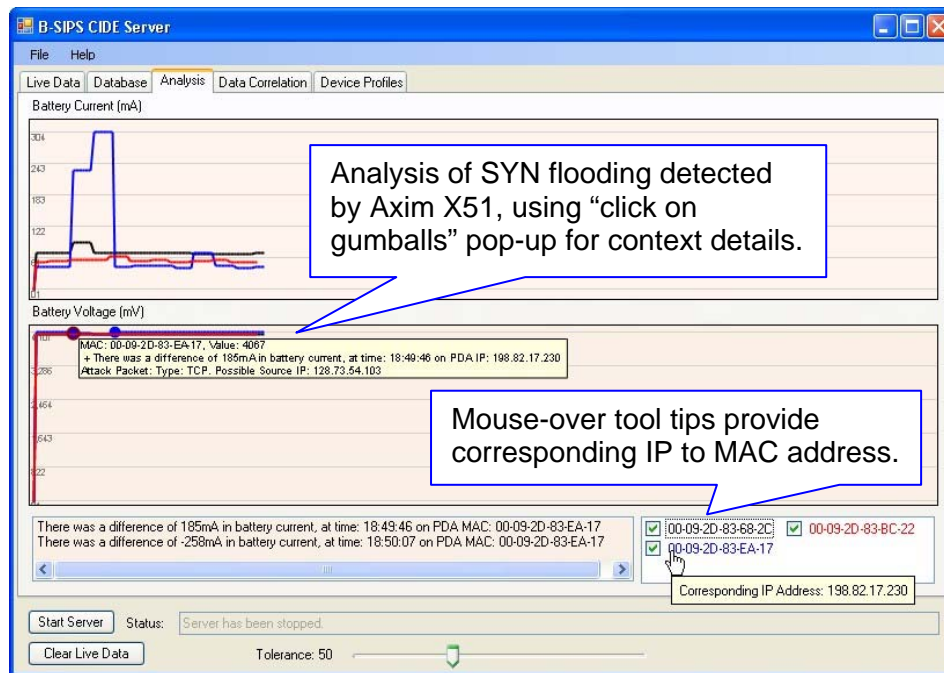 B-SIPS CIDE Server
File Help
Live Data Database Analysis Data Correlation Device Profiles
Battery Current (mA)
304
243
183
122
61
01
Analysis of SYN flooding detected
by Axim X51, using “click on
gumballs” pop-up for context details.
Battery Voltage (mV)
MAC: 00-09-2D-83-EA-17, Value: 4067
+ There was a difference of 185mA in battery current, at time: 18:49:46 on PDA IP: 198.82.17.230
Attack Packet: Type: TCP. Possible Source IP: 128.73.54.103
3,286
2,464
1,643
822
Mouse-over tool tips provide
corresponding IP to MAC address.
There was a difference of 185mA in battery current, at time: 18:49:46 on PDA MAC: 00-09-2D-83-EA-17
There was a difference of -258mA in battery current, at time: 18:50:07 on PDA MAC: 00-09-2D-83-EA-17
00-09-2D-83-68-2C 00-09-2D-83-BC-22
00-09-2D-83-EA-17
Corresponding IP Address: 198.82.17.230
Start Server Status: Server has been stopped.
Clear Live Data Tolerance: 50